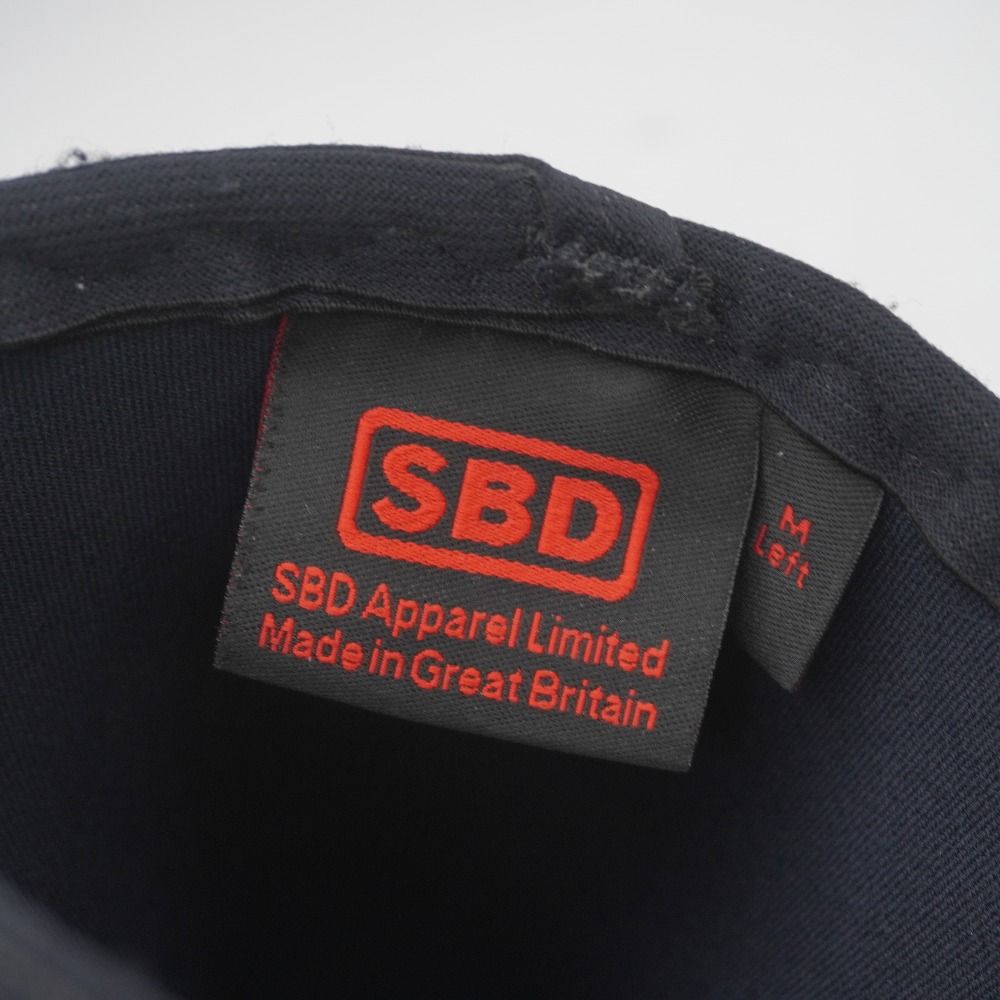 SBD
SBD Apparel Limited
Made in Great Britain
M
Left